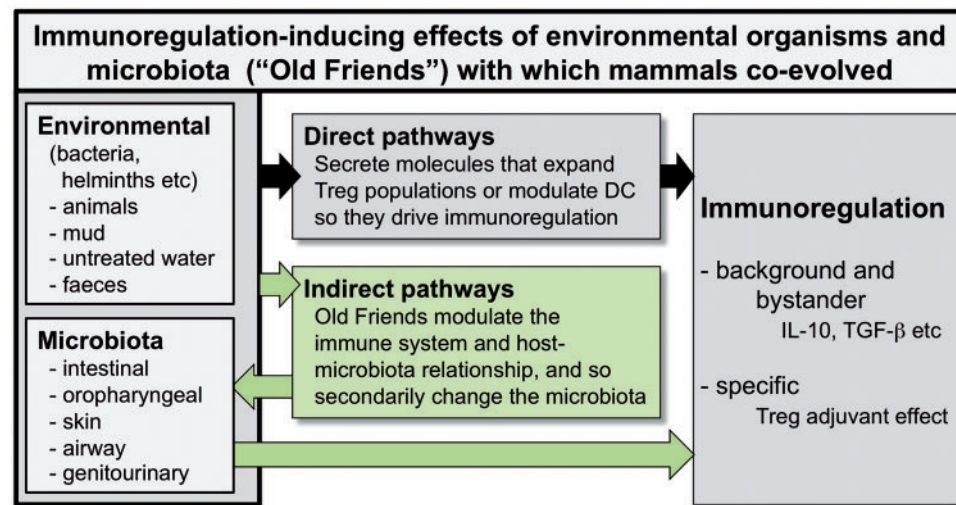 Immunoregulation-inducing effects of environmental organisms and
microbiota (“Old Friends”) with which mammals co-evolved
Environmental
(bacteria,
helminths etc)
- animals
- mud
- untreated water
- faeces
Microbiota
- intestinal
- oropharyngeal
- skin
- airway
- genitourinary
Direct pathways
Secrete molecules that expand
Treg populations or modulate DC
so they drive immunoregulation
Indirect pathways
Old Friends modulate the
immune system and host-
microbiota relationship, and so
secondarily change the microbiota
Immunoregulation
- background and
bystander
IL-10, TGF-β etc
- specific
Treg adjuvant effect